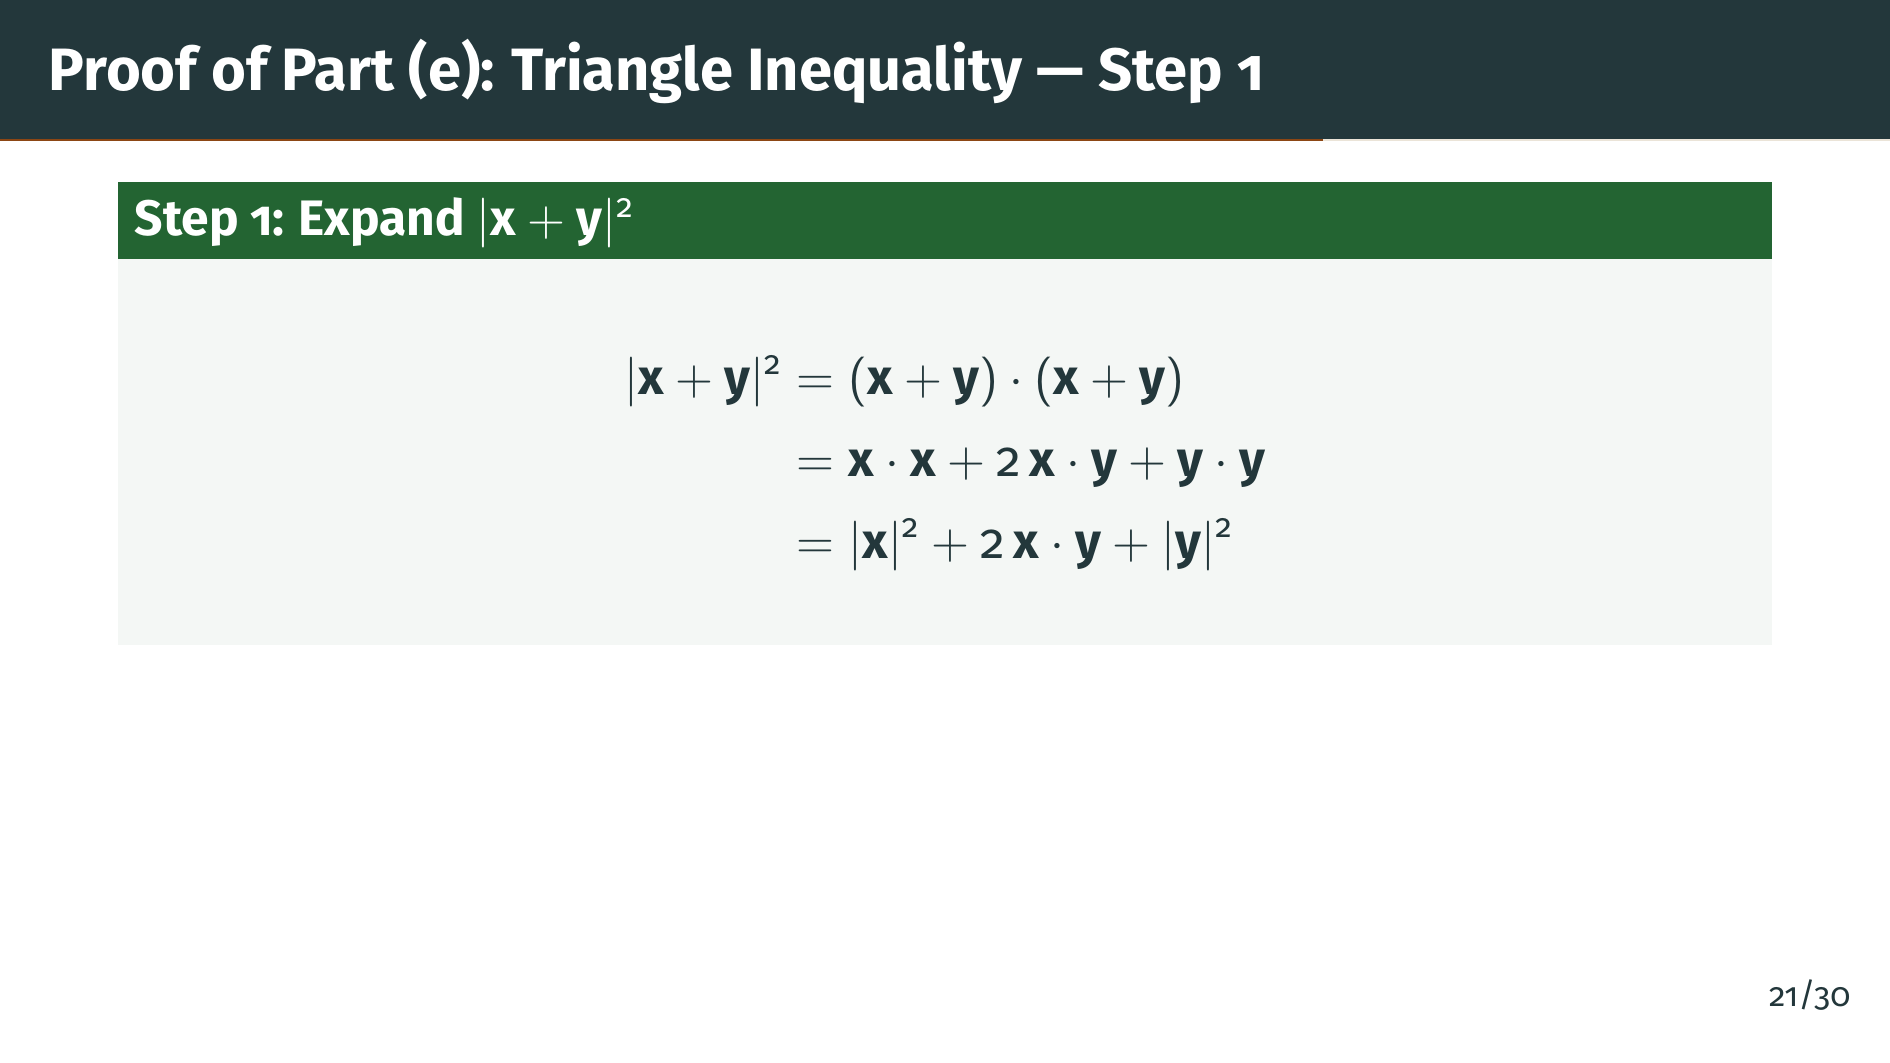 Proof of Part (e): Triangle Inequality — Step 1
Step 1: Expand |x + y|²
|x + y|² = (x + y) · (x + y)
= x · x + 2 x · y + y · y
= |x|² + 2 x · y + |y|²
21/30